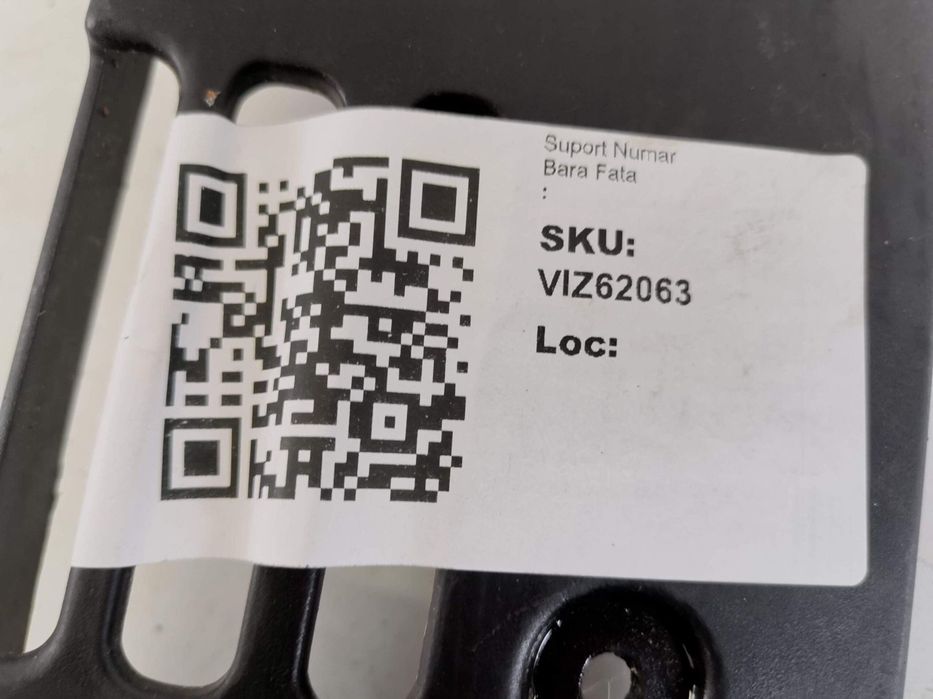 Suport Numar
Bara Fata
:
SKU:
VIZ62063
Loc: